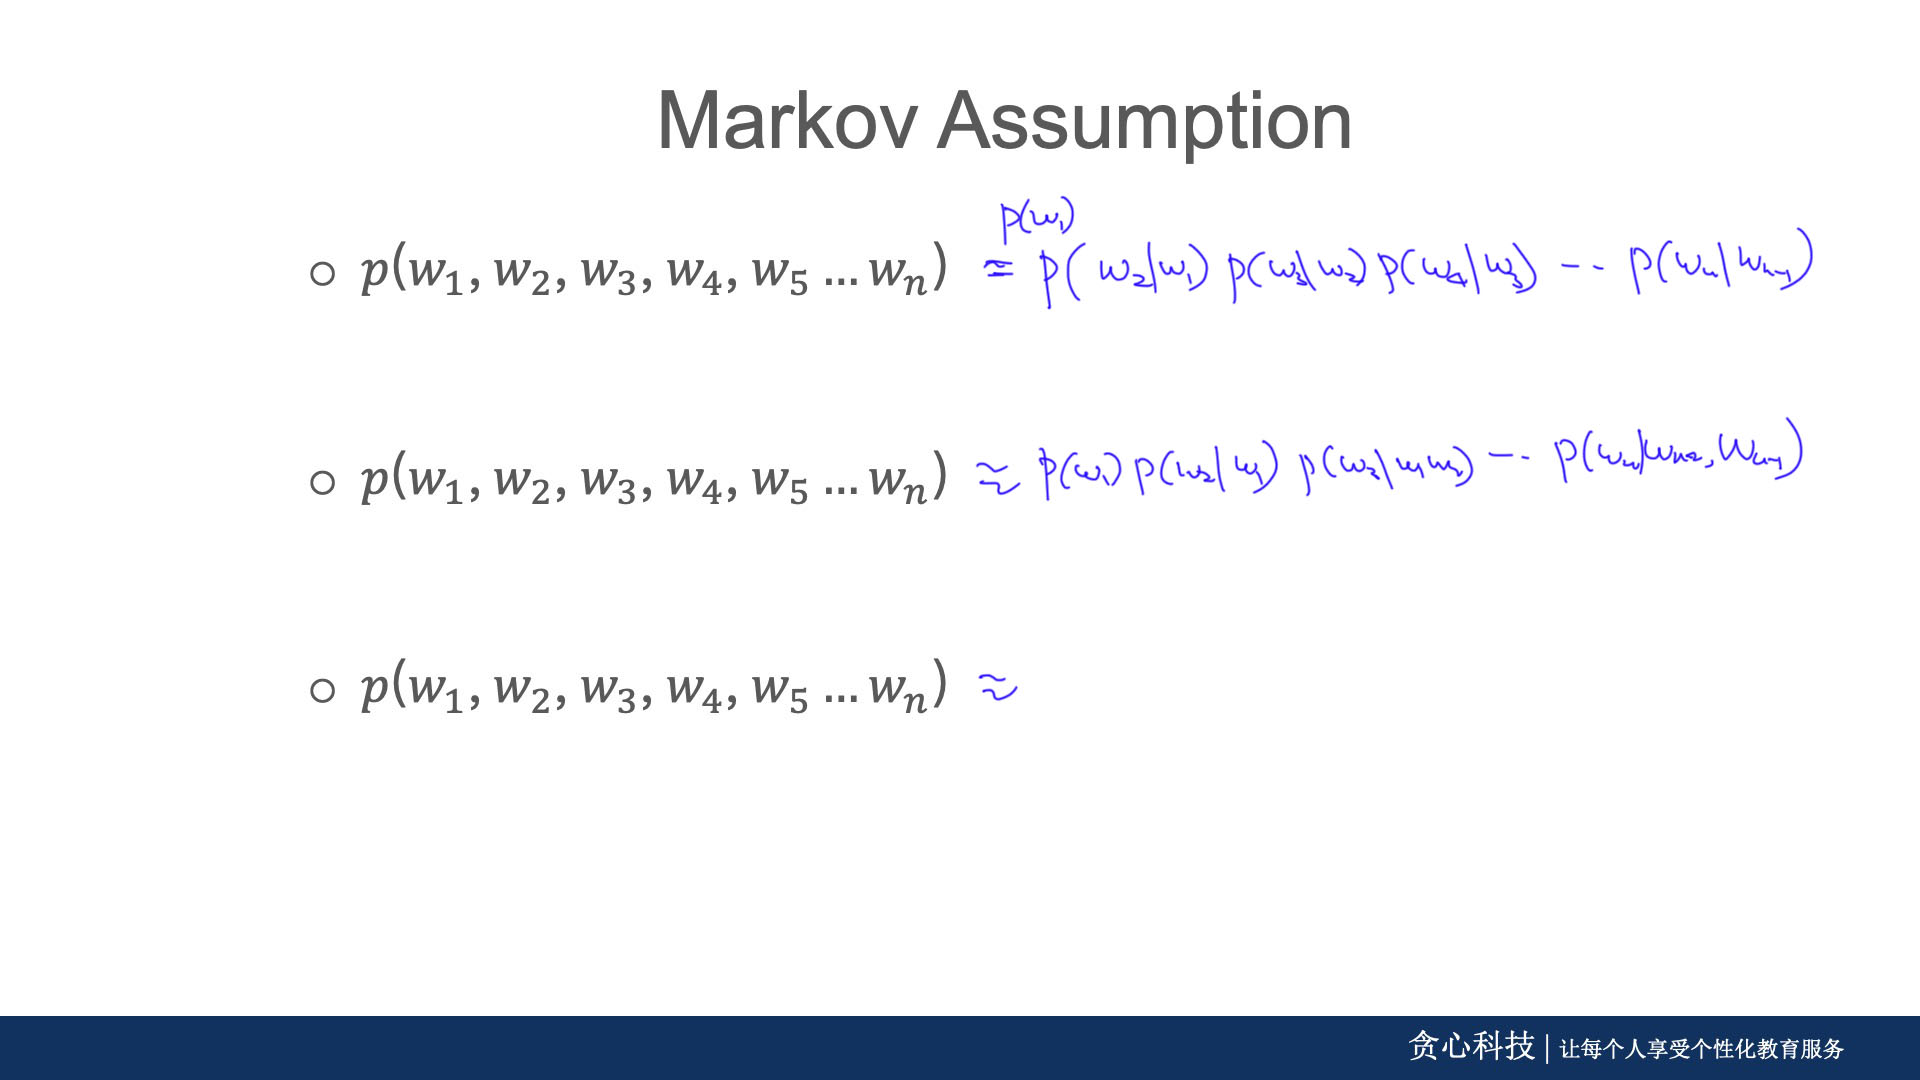 Markov Assumption
p(w₁)
○ p(w₁, w₂, w₃, w₄, w₅ ... wₙ) ≈ p(w₂|w₁) p(w₃|w₂) p(w₄|w₃) -- p(wₙ|wₙ₋₁)
○ p(w₁, w₂, w₃, w₄, w₅ ... wₙ) ≈ p(w₁) p(w₂|w₁) p(w₃|w₁w₂) -- p(wₙ|wₙ₋₂, wₙ₋₁)
○ p(w₁, w₂, w₃, w₄, w₅ ... wₙ) ≈
贪心科技 | 让每个人享受个性化教育服务